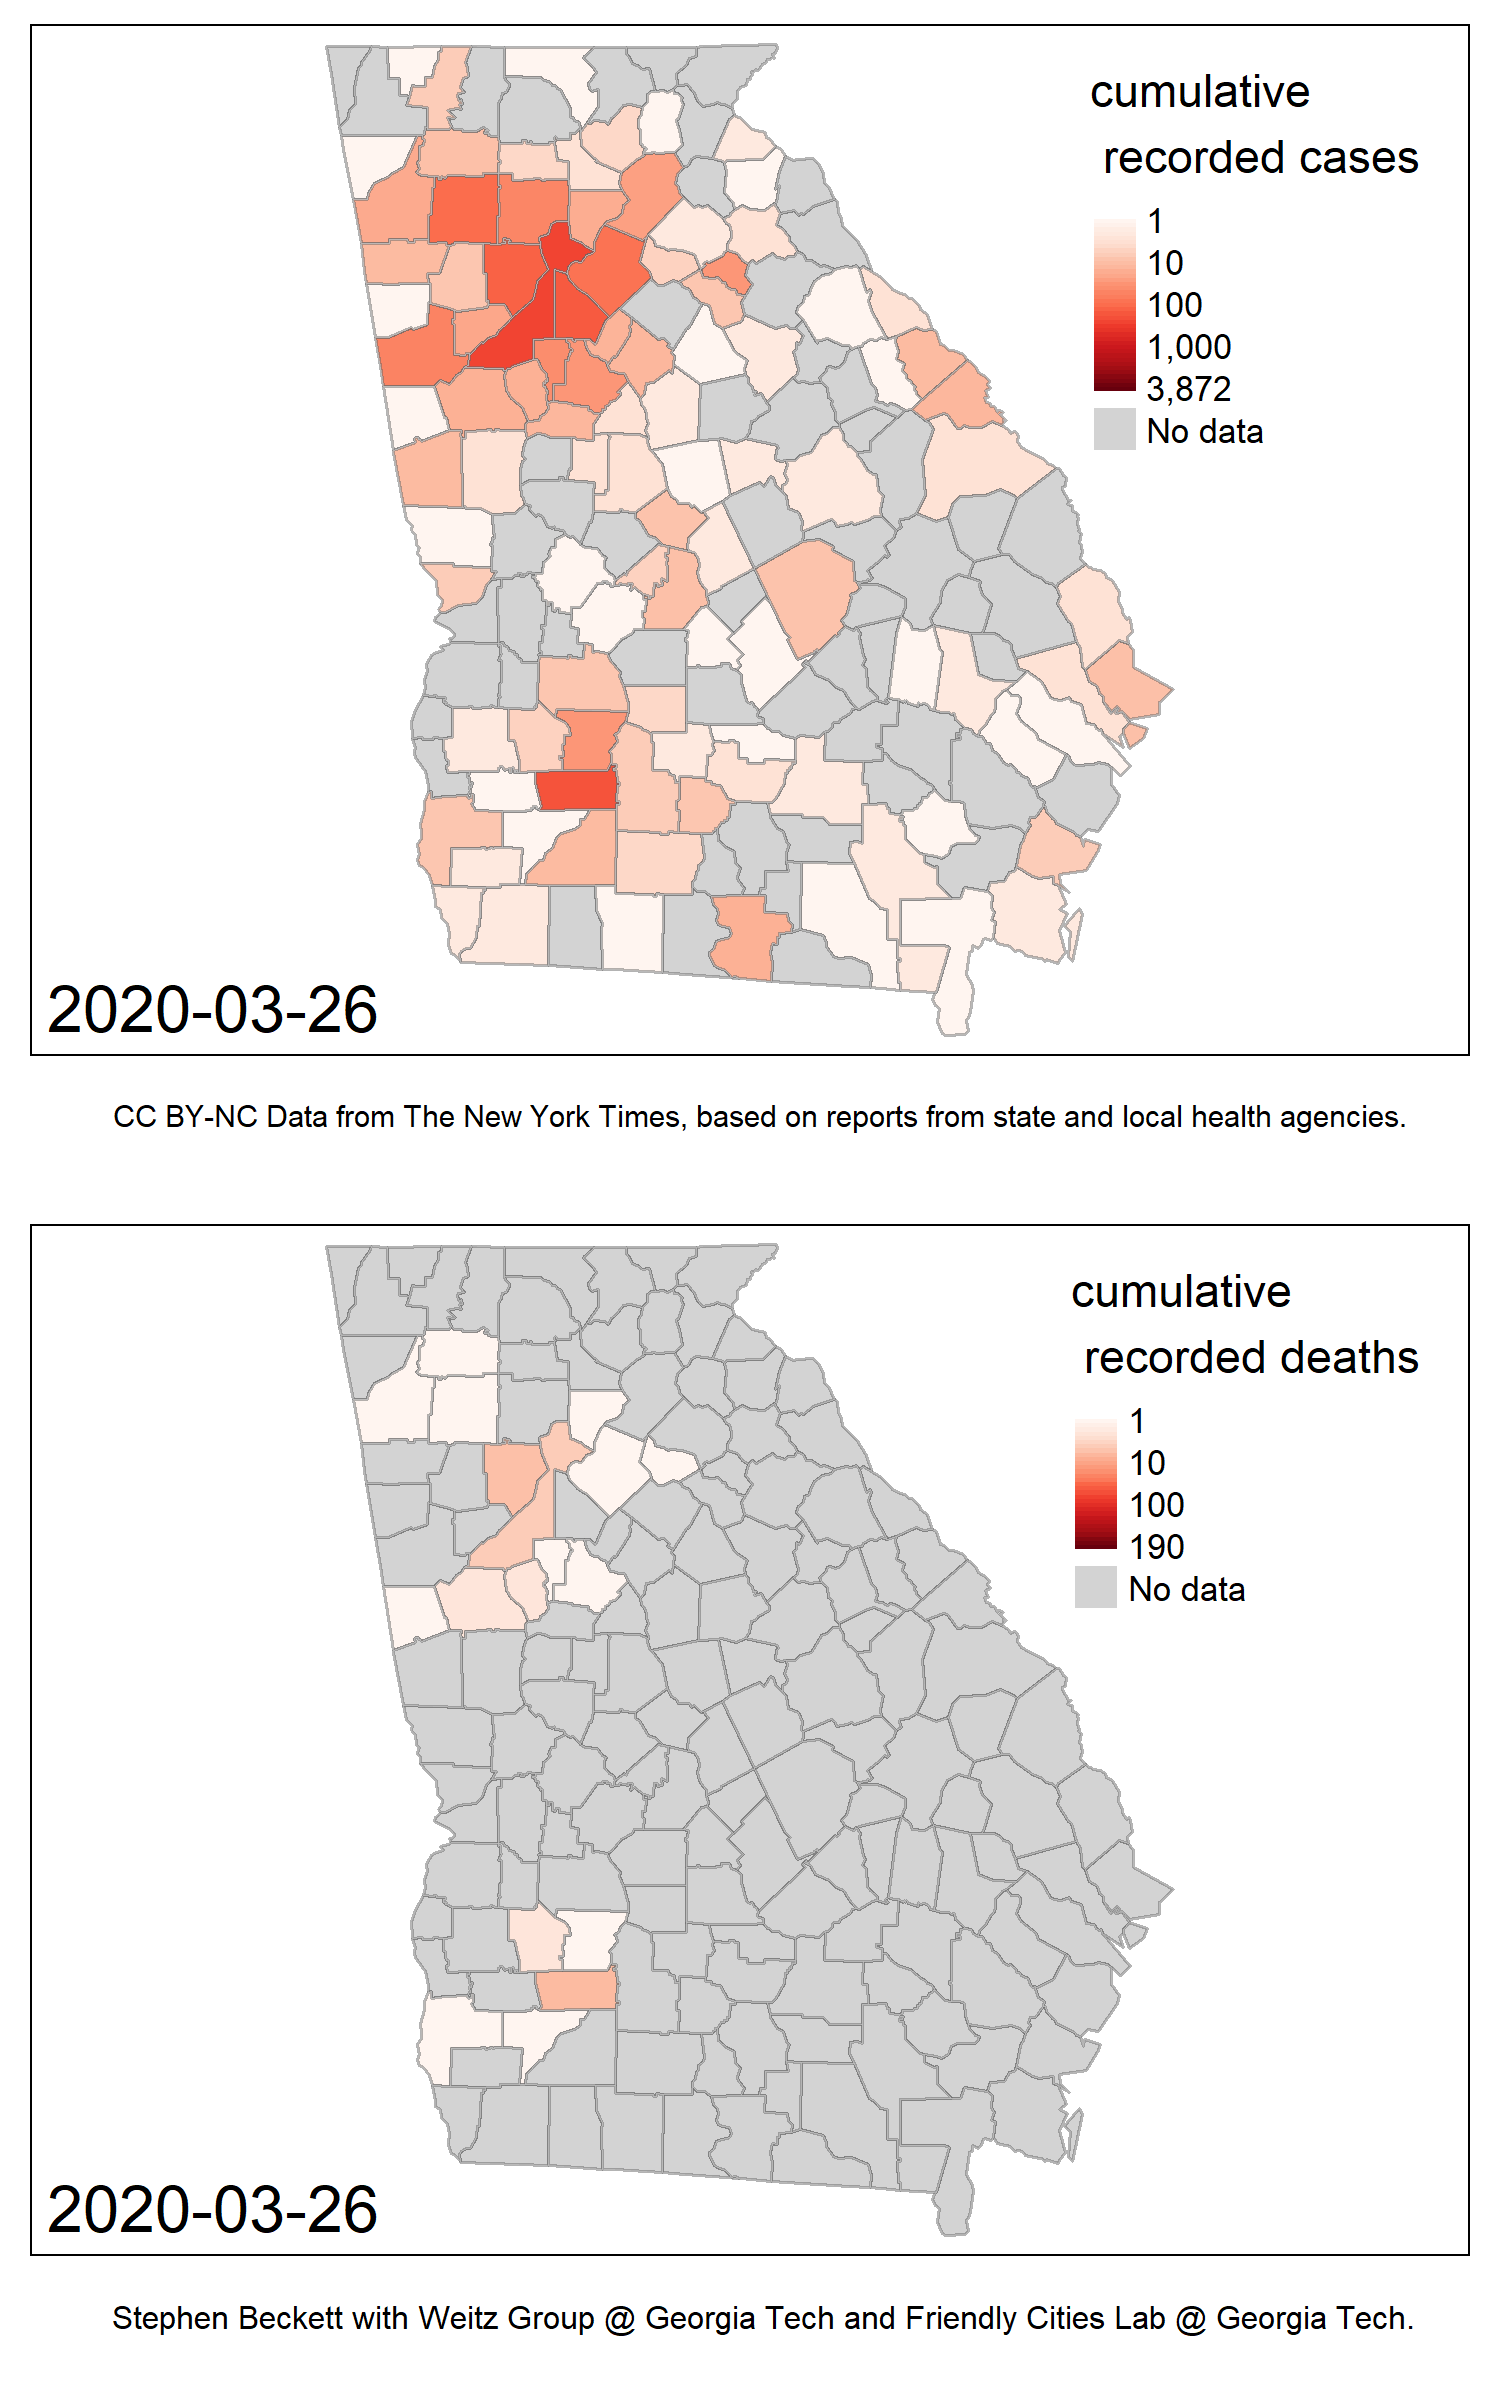 cumulative
recorded cases
1
10
100
1,000
3,872
No data
2020-03-26
CC BY-NC Data from The New York Times, based on reports from state and local health agencies.
cumulative
recorded deaths
1
10
100
190
No data
2020-03-26
Stephen Beckett with Weitz Group @ Georgia Tech and Friendly Cities Lab @ Georgia Tech.